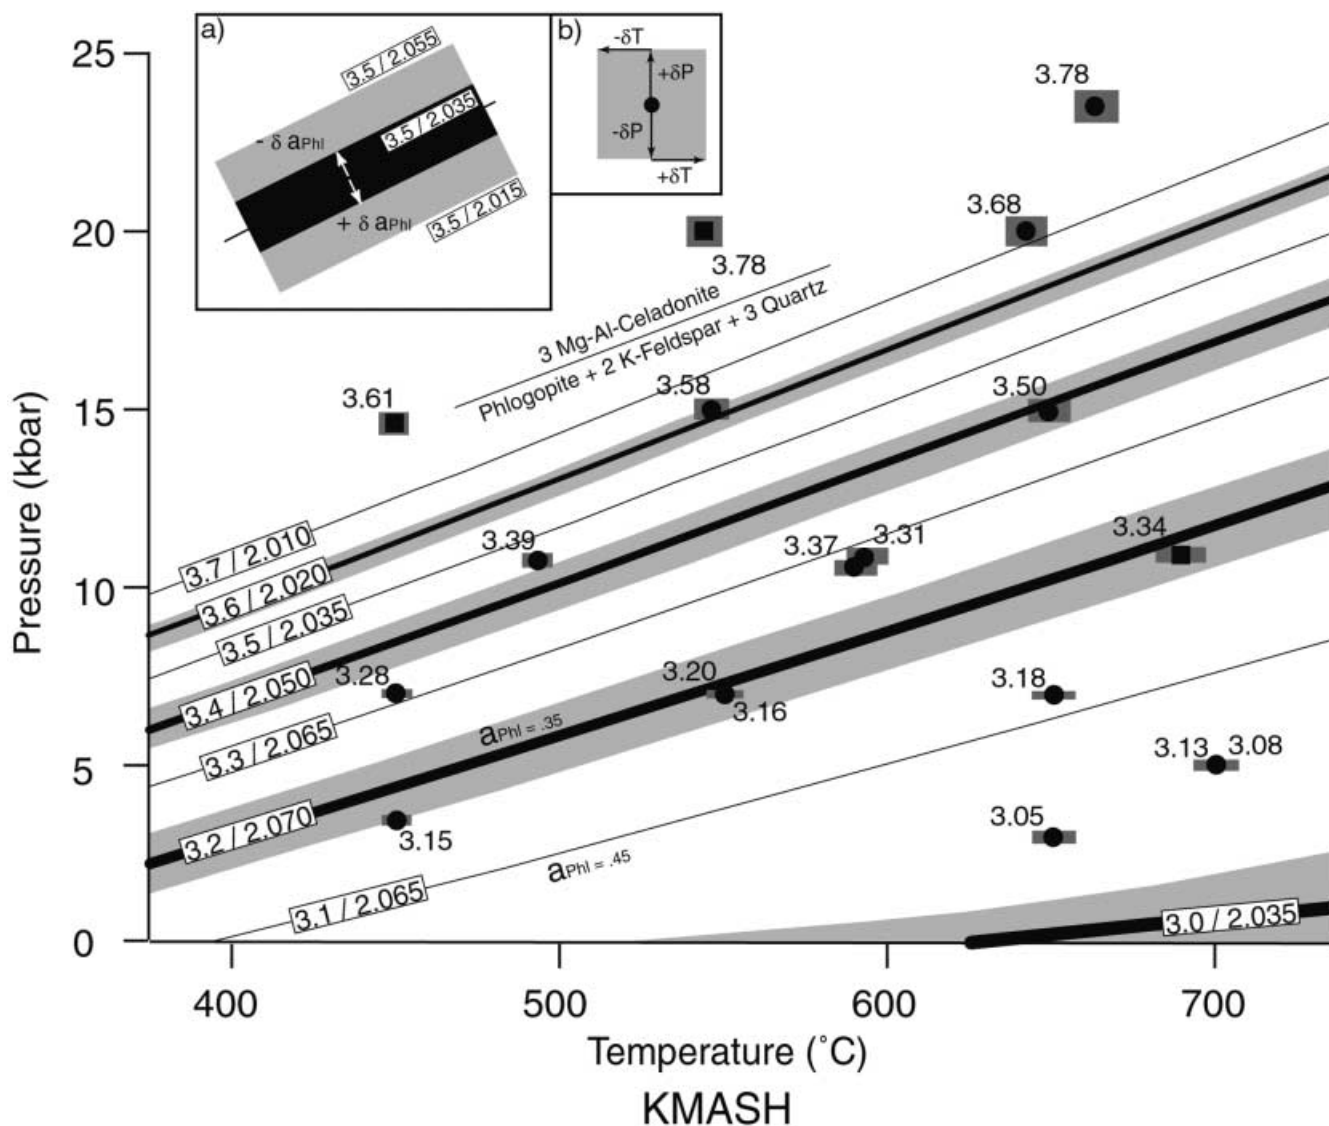 25
20
15
10
5
0
Pressure (kbar)
a)
3.5 / 2.055
3.5 / 2.035
- δ aPhl
+ δ aPhl
3.5 / 2.015
b)
-δT
+δP
-δP
+δT
3.78
3.68
3.78
3 Mg-Al-Celadonite
Phlogopite + 2 K-Feldspar + 3 Quartz
3.61
3.58
3.50
3.39
3.37
3.31
3.34
3.7 / 2.010
3.6 / 2.020
3.5 / 2.035
3.28
3.20
3.18
3.4 / 2.050
3.16
aPhl = .35
3.3 / 2.065
3.13
3.08
3.2 / 2.070
3.15
3.05
aPhl = .45
3.1 / 2.065
3.0 / 2.035
400
500
600
700
Temperature (˚C)
KMASH